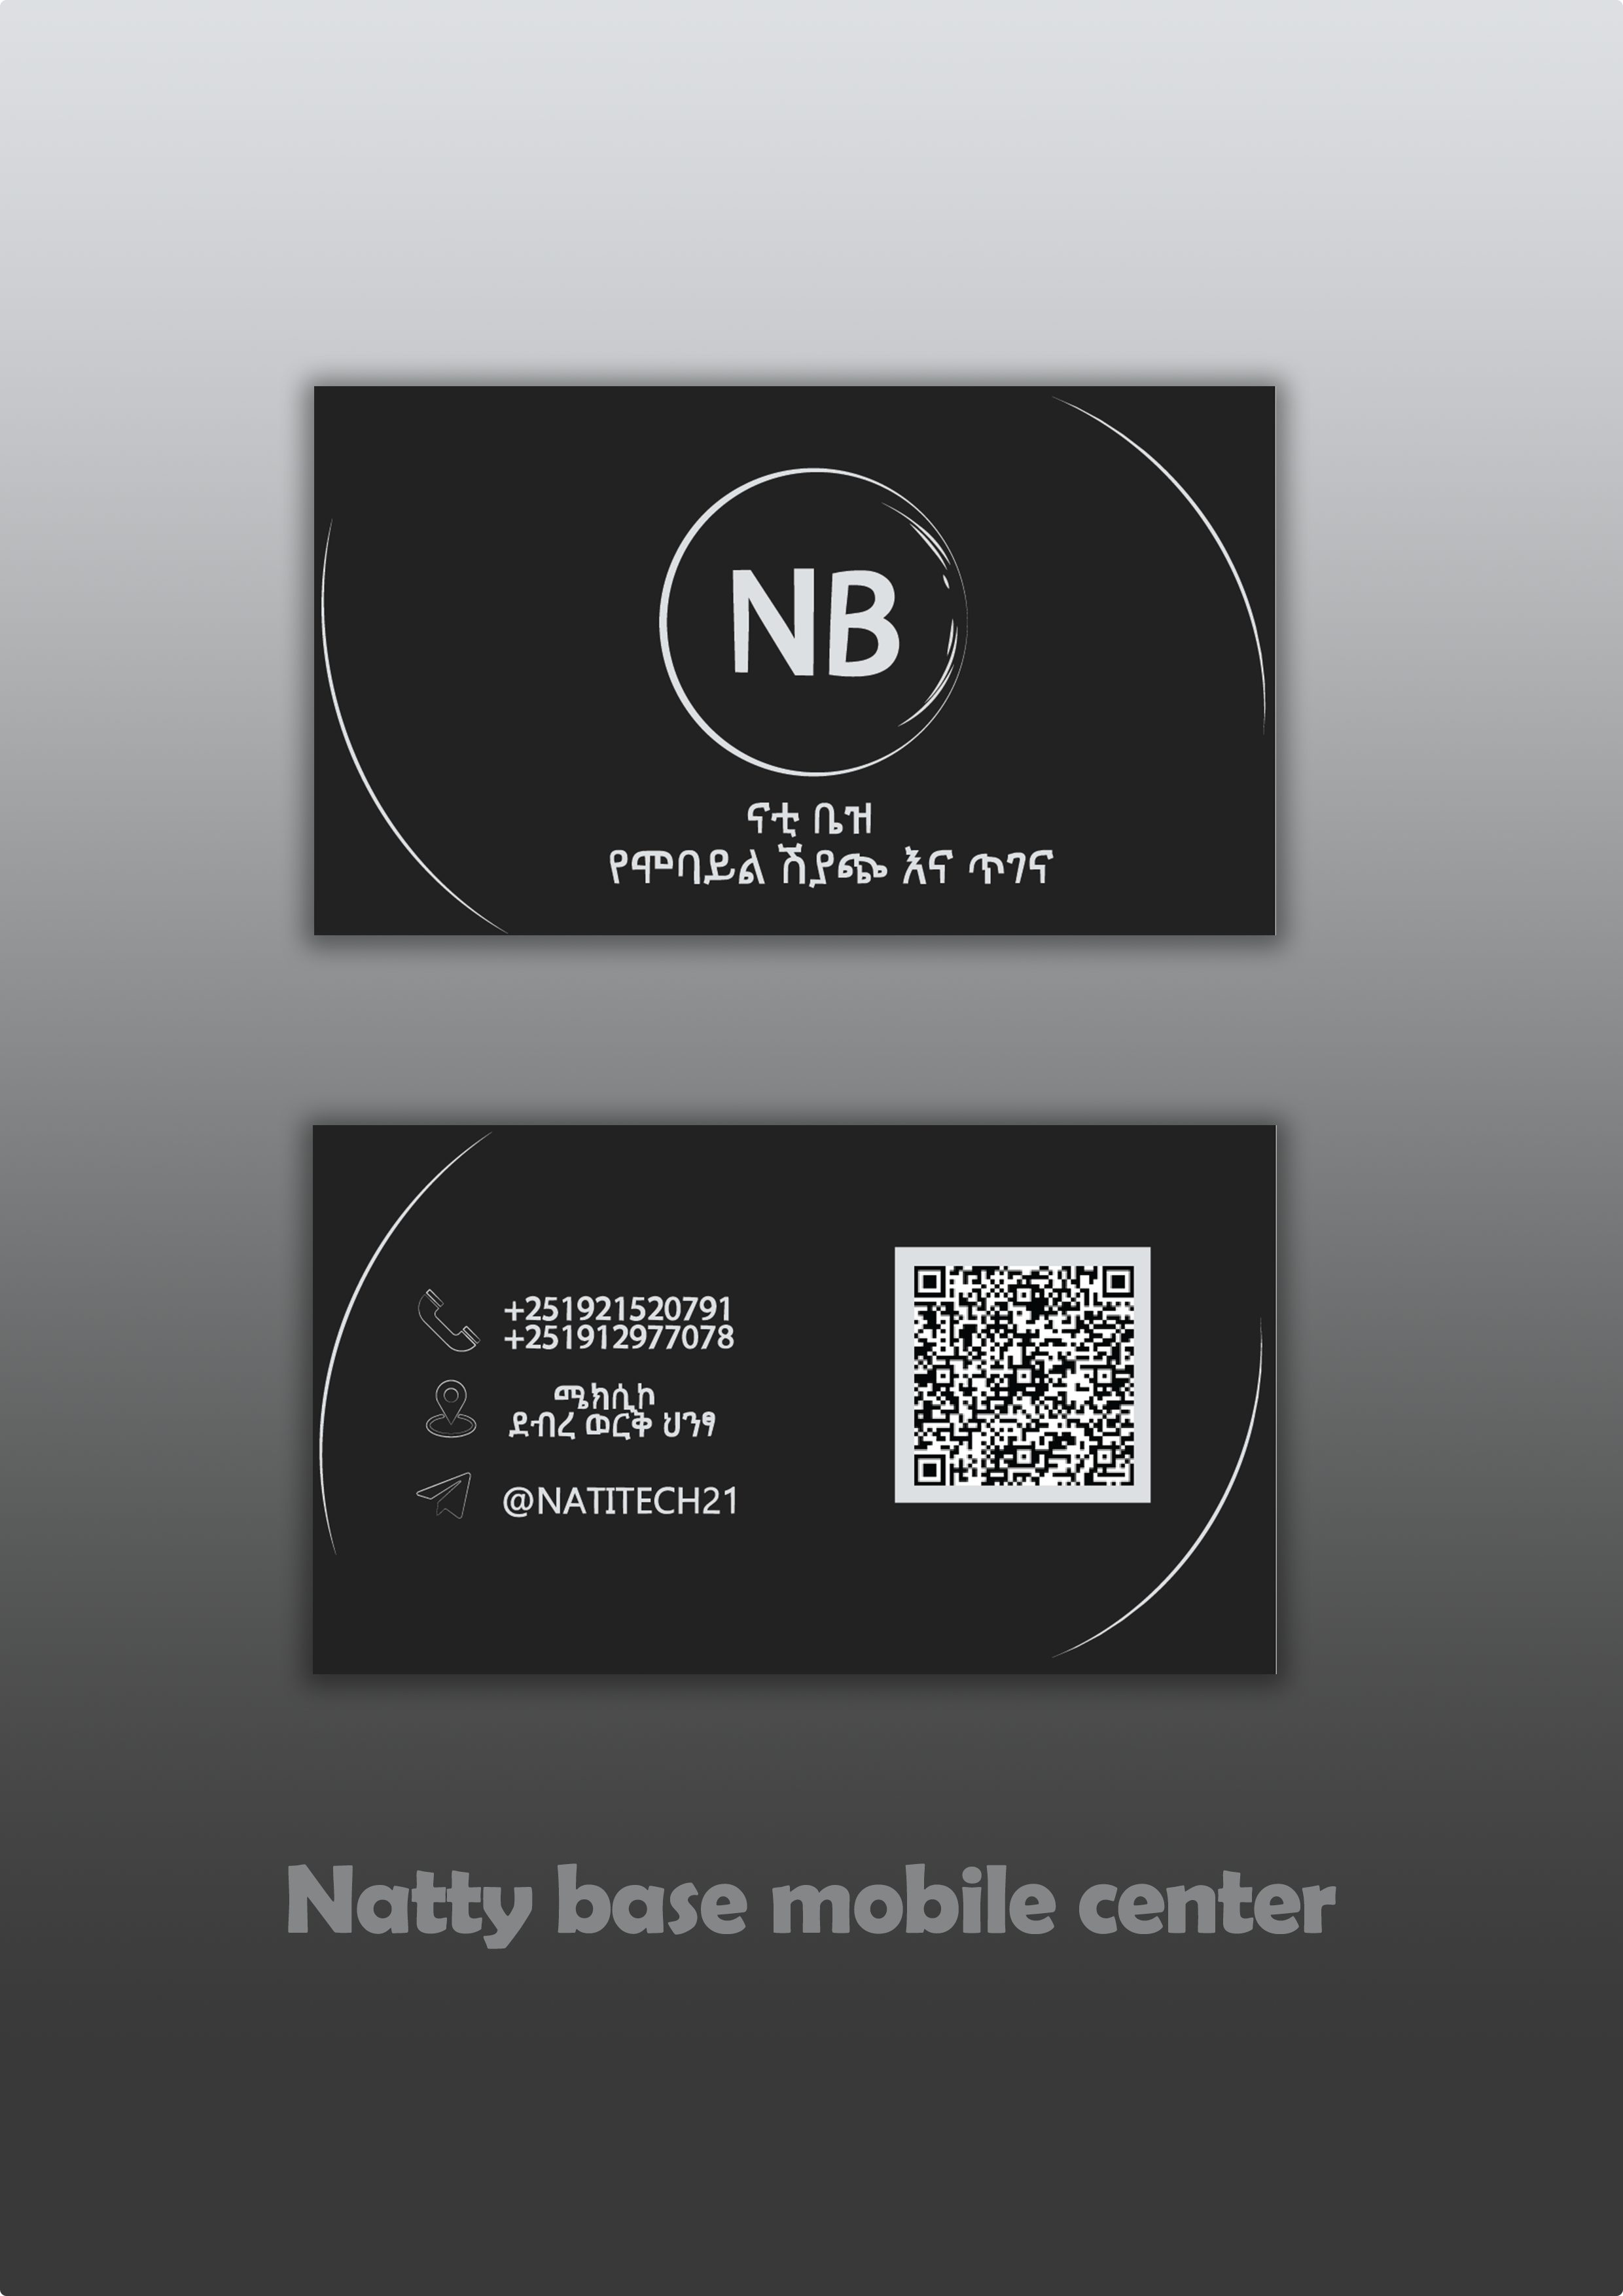 NB
ናቲ ቤዝ
የሞባይል ሽያጭ እና ጥገና
+251921520791
+251912977078
ሜክሲኮ
ደብረ ወርቅ ህንፃ
@NATITECH21
Natty base mobile center